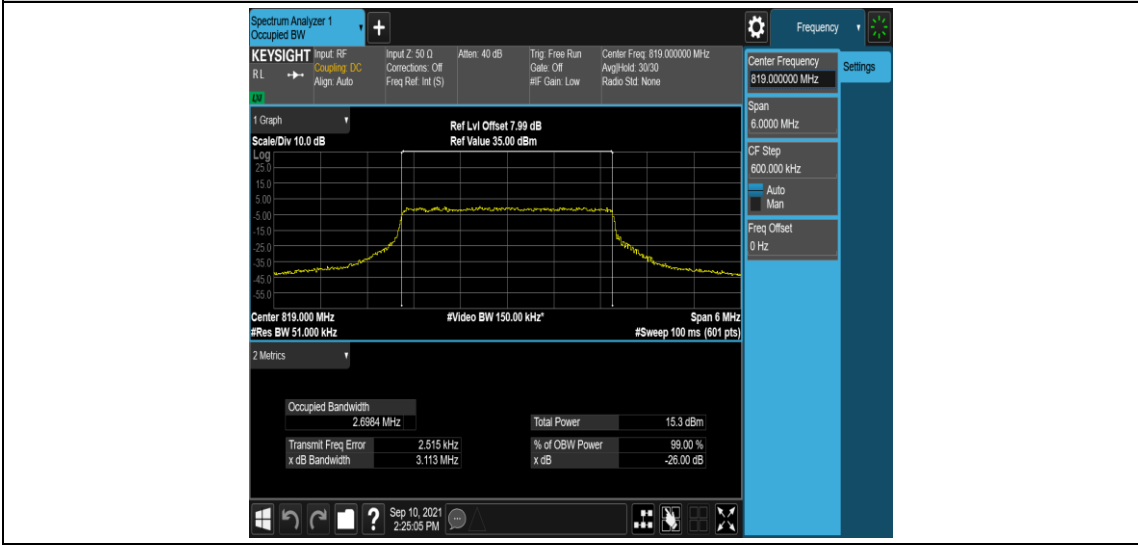 Spectrum Analyzer 1
Occupied BW
+
Frequency
KEYSIGHT
RL
LM
Input: RF
Coupling: DC
Align: Auto
Input Z: 50 Ω
Corrections: Off
Freq Ref: Int (S)
Atten: 40 dB
Trig: Free Run
Gate: Off
#IF Gain: Low
Center Freq: 819.000000 MHz
Avg|Hold: 30/30
Radio Std: None
Center Frequency
819.000000 MHz
Settings
Span
6.0000 MHz
CF Step
600.000 kHz
Auto
Man
Freq Offset
0 Hz
1 Graph
Scale/Div 10.0 dB
Ref Lvl Offset 7.99 dB
Ref Value 35.00 dBm
Log
25.0
15.0
5.00
-5.00
-15.0
-25.0
-35.0
-45.0
-55.0
Center 819.000 MHz
#Video BW 150.00 kHz*
Span 6 MHz
#Res BW 51.000 kHz
#Sweep 100 ms (601 pts)
2 Metrics
Occupied Bandwidth
2.6984 MHz
Total Power 15.3 dBm
Transmit Freq Error 2.515 kHz
% of OBW Power 99.00 %
x dB Bandwidth 3.113 MHz
x dB -26.00 dB
?
Sep 10, 2021
2:25:05 PM